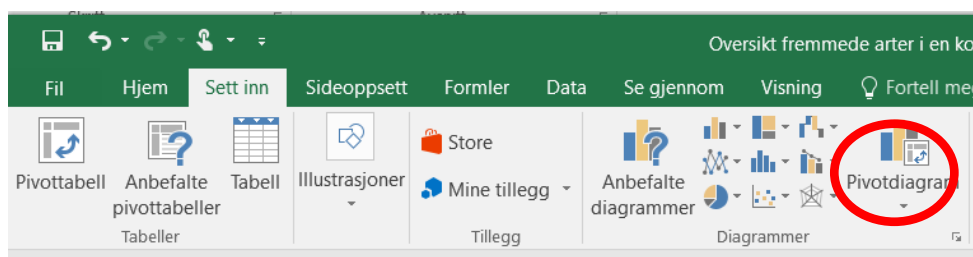 Oversikt fremmede arter i en ko
Fil Hjem Sett inn Sideoppsett Formler Data Se gjennom Visning Fortell me
Store
Pivottabell Anbefalte pivottabeller Tabell Illustrasjoner Mine tillegg Anbefalte diagrammer Pivotdiagram
Tabeller Tillegg Diagrammer